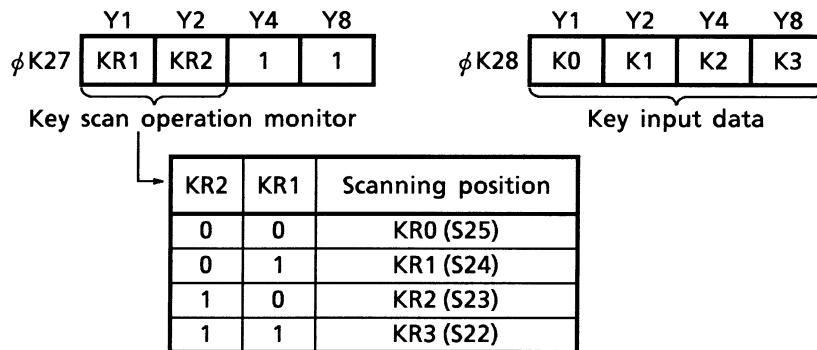 Y1 Y2 Y4 Y8 Y1 Y2 Y4 Y8
ϕK27 KR1 KR2 1 1 ϕK28 K0 K1 K2 K3
Key scan operation monitor Key input data
KR2 KR1 Scanning position
0 0 KR0 (S25)
0 1 KR1 (S24)
1 0 KR2 (S23)
1 1 KR3 (S22)